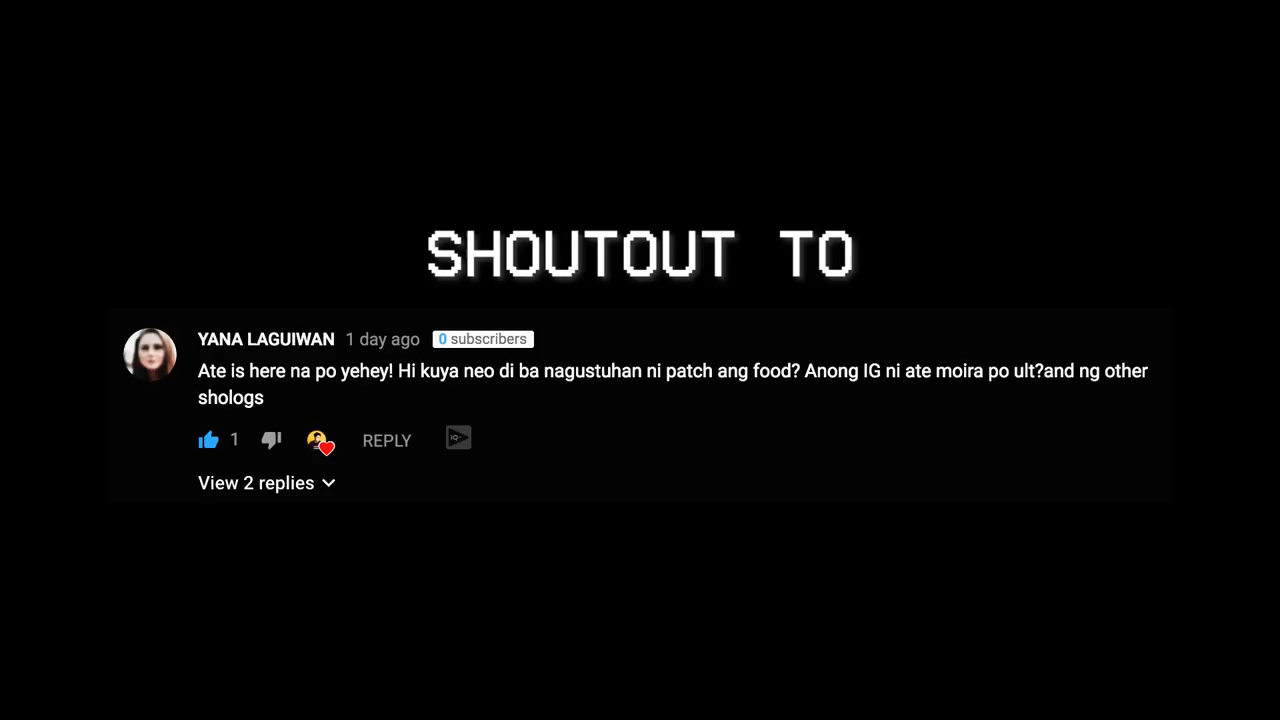 SHOUTOUT TO
YANA LAGUIWAN 1 day ago 0 subscribers
Ate is here na po yehey! Hi kuya neo di ba nagustuhan ni patch ang food? Anong IG ni ate moira po ult?and ng other
shologs
1 REPLY IQ
View 2 replies